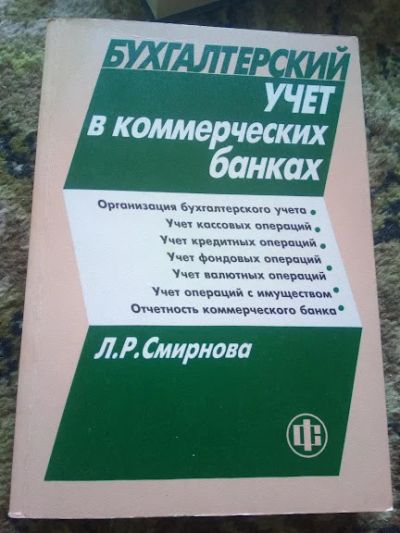 БУХГАЛТЕРСКИЙ
УЧЕТ
в коммерческих
банках
Организация бухгалтерского учета •
Учет кассовых операций •
Учет кредитных операций •
Учет фондовых операций •
Учет валютных операций •
Учет операций с имуществом •
Отчетность коммерческого банка •
Л.Р.Смирнова